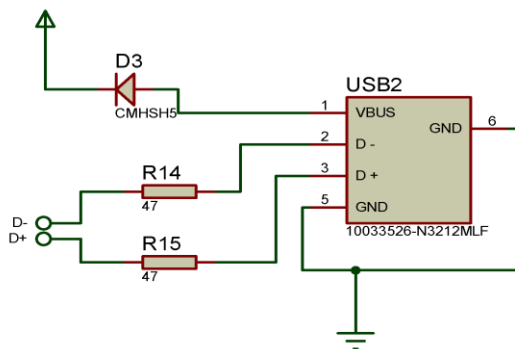 D3
CMHSH5
USB2
1
VBUS
GND
6
2
D -
R14
47
3
D +
5
GND
D-
D+
R15
47
10033526-N3212MLF